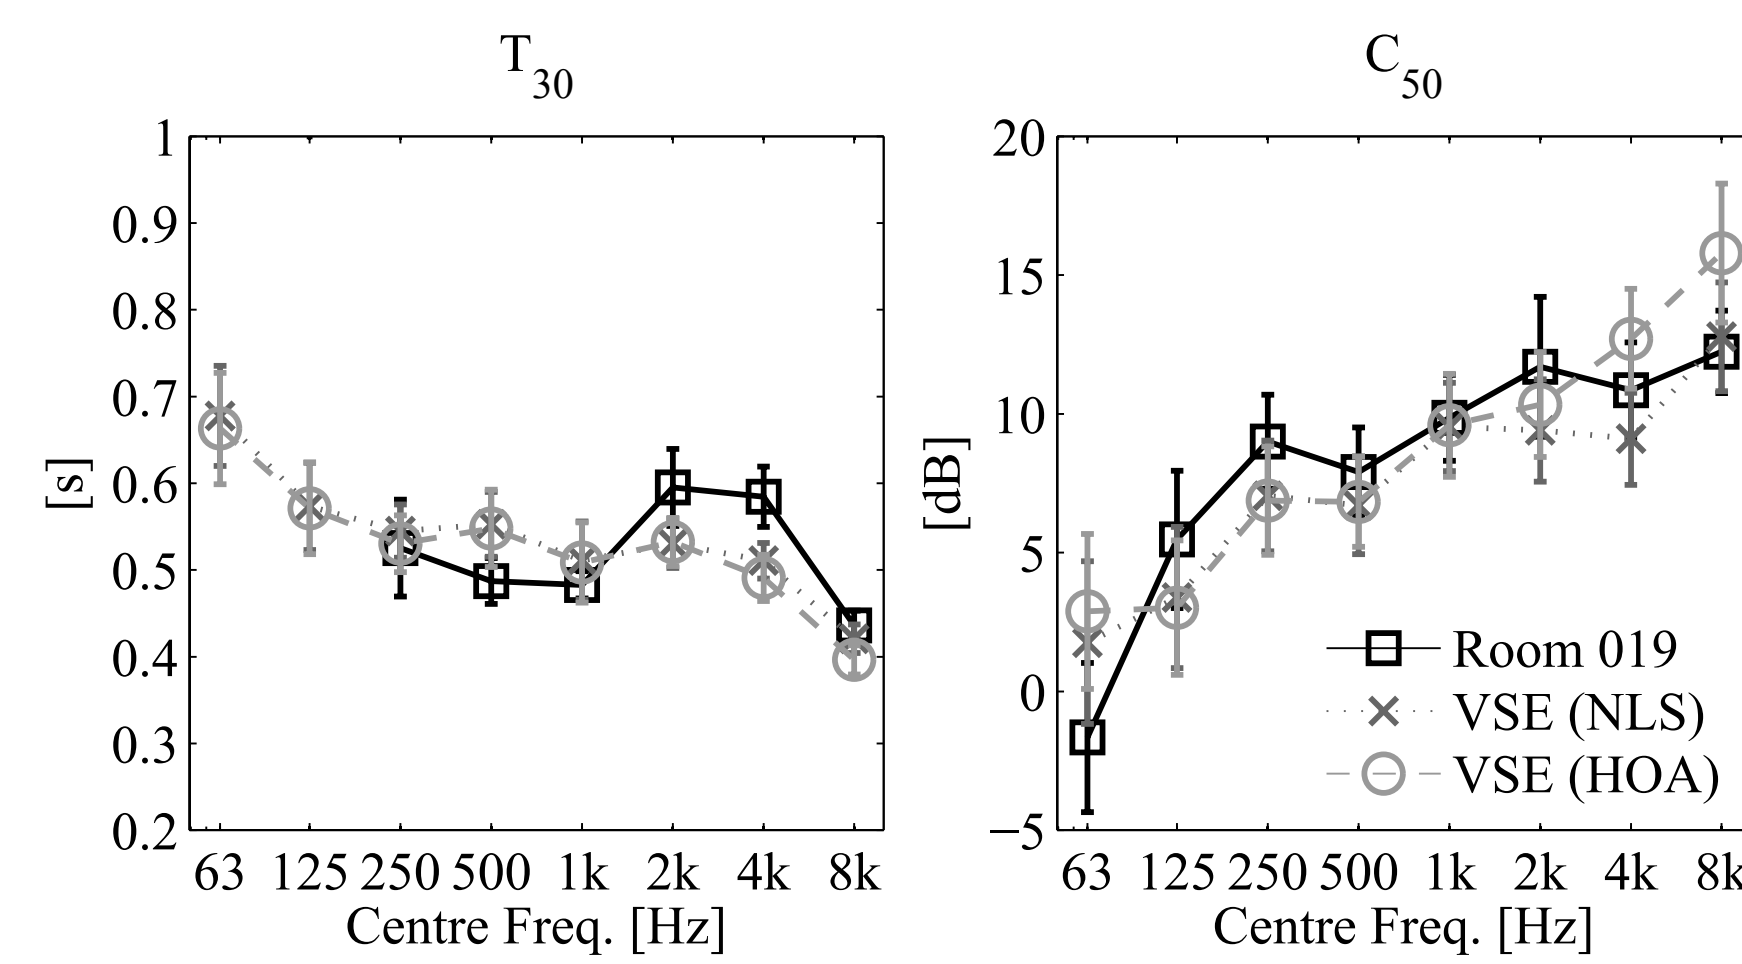 T30
C50
[s]
1
0.9
0.8
0.7
0.6
0.5
0.4
0.3
0.2
63 125 250 500 1k 2k 4k 8k
Centre Freq. [Hz]
[dB]
20
15
10
5
0
−5
Room 019
VSE (NLS)
VSE (HOA)
63 125 250 500 1k 2k 4k 8k
Centre Freq. [Hz]